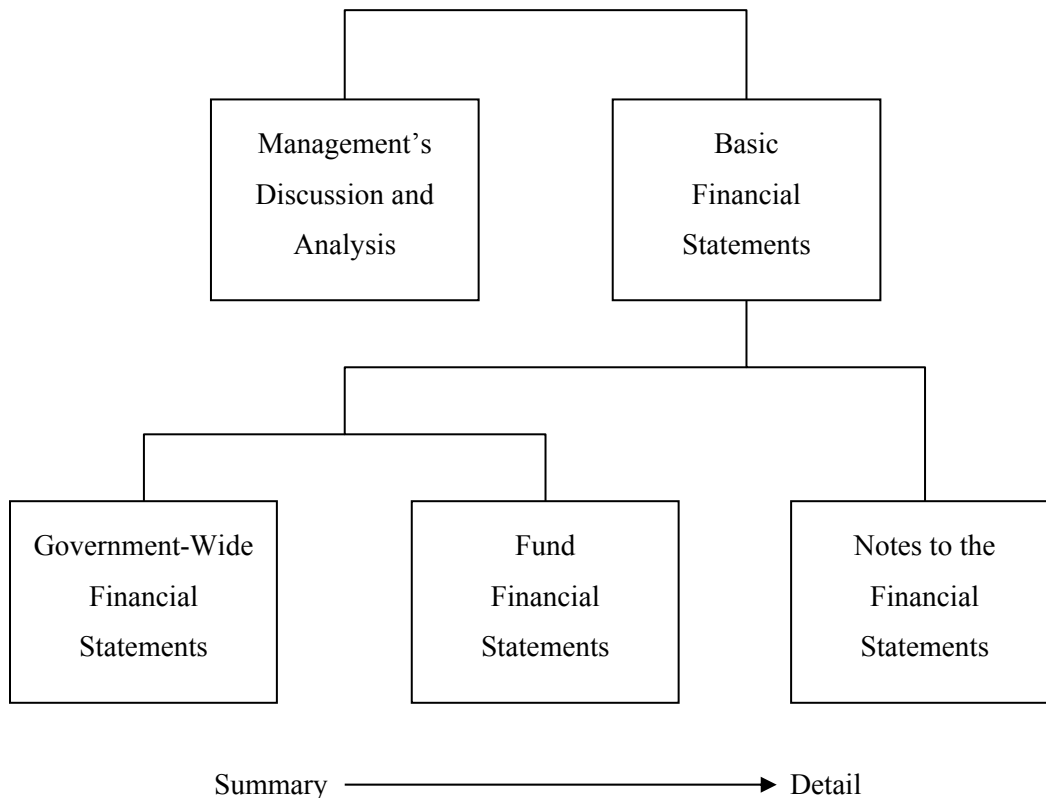 Management’s
Discussion and
Analysis
Basic
Financial
Statements
Government-Wide
Financial
Statements
Fund
Financial
Statements
Notes to the
Financial
Statements
Summary
Detail